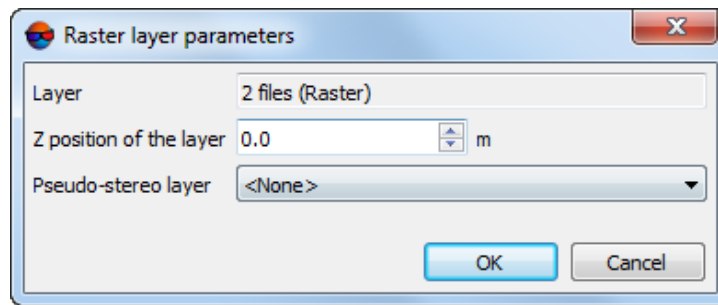 Raster layer parameters
Layer 2 files (Raster)
Z position of the layer 0.0 m
Pseudo-stereo layer <None>
OK Cancel